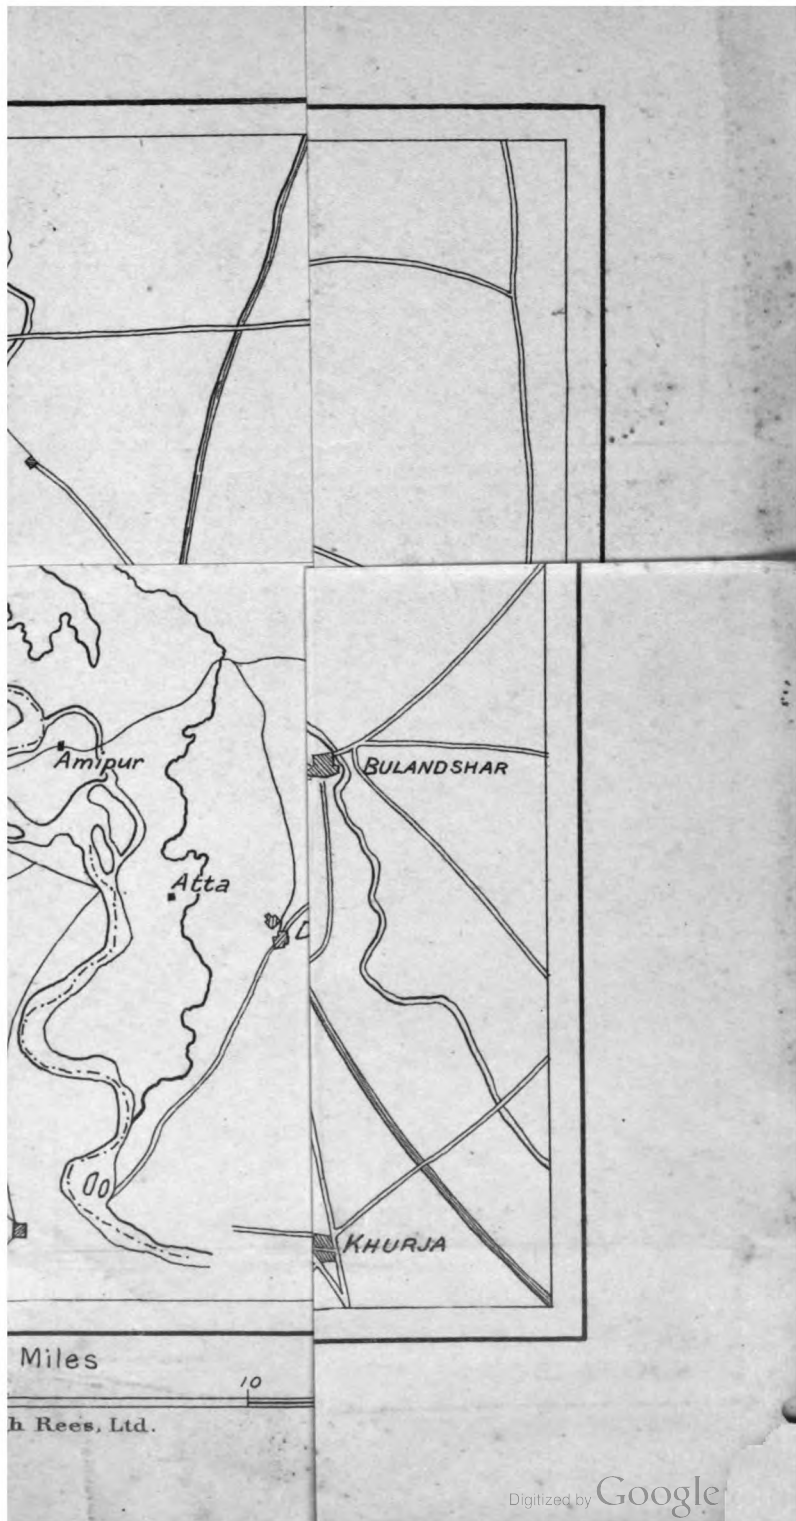 Amipur
BULANDSHAR
Atta
D
KHURJA
Miles
10
h Rees, Ltd.
Digitized by Google